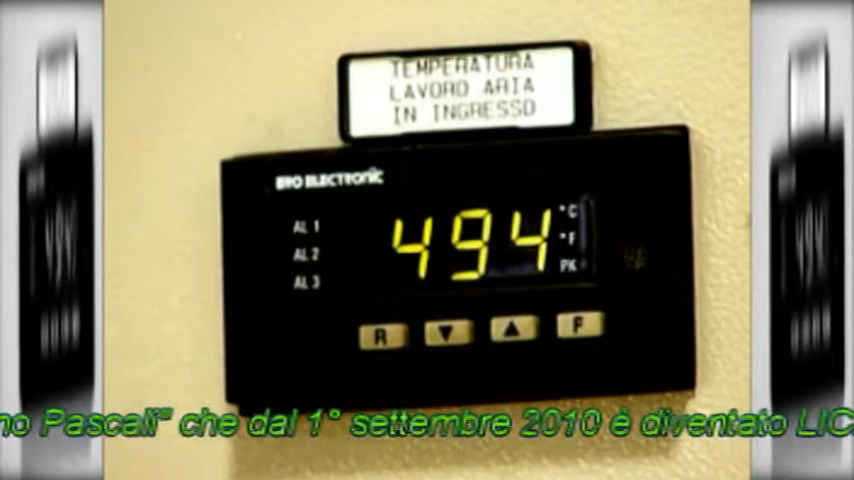 TEMPERATURA
LAVORO ARIA
IN INGRESSO
ERO ELECTRONIC
AL 1
AL 2
AL 3
494
°C
°F
PK
R
F
no Pascali" che dal 1° settembre 2010 è diventato LIC